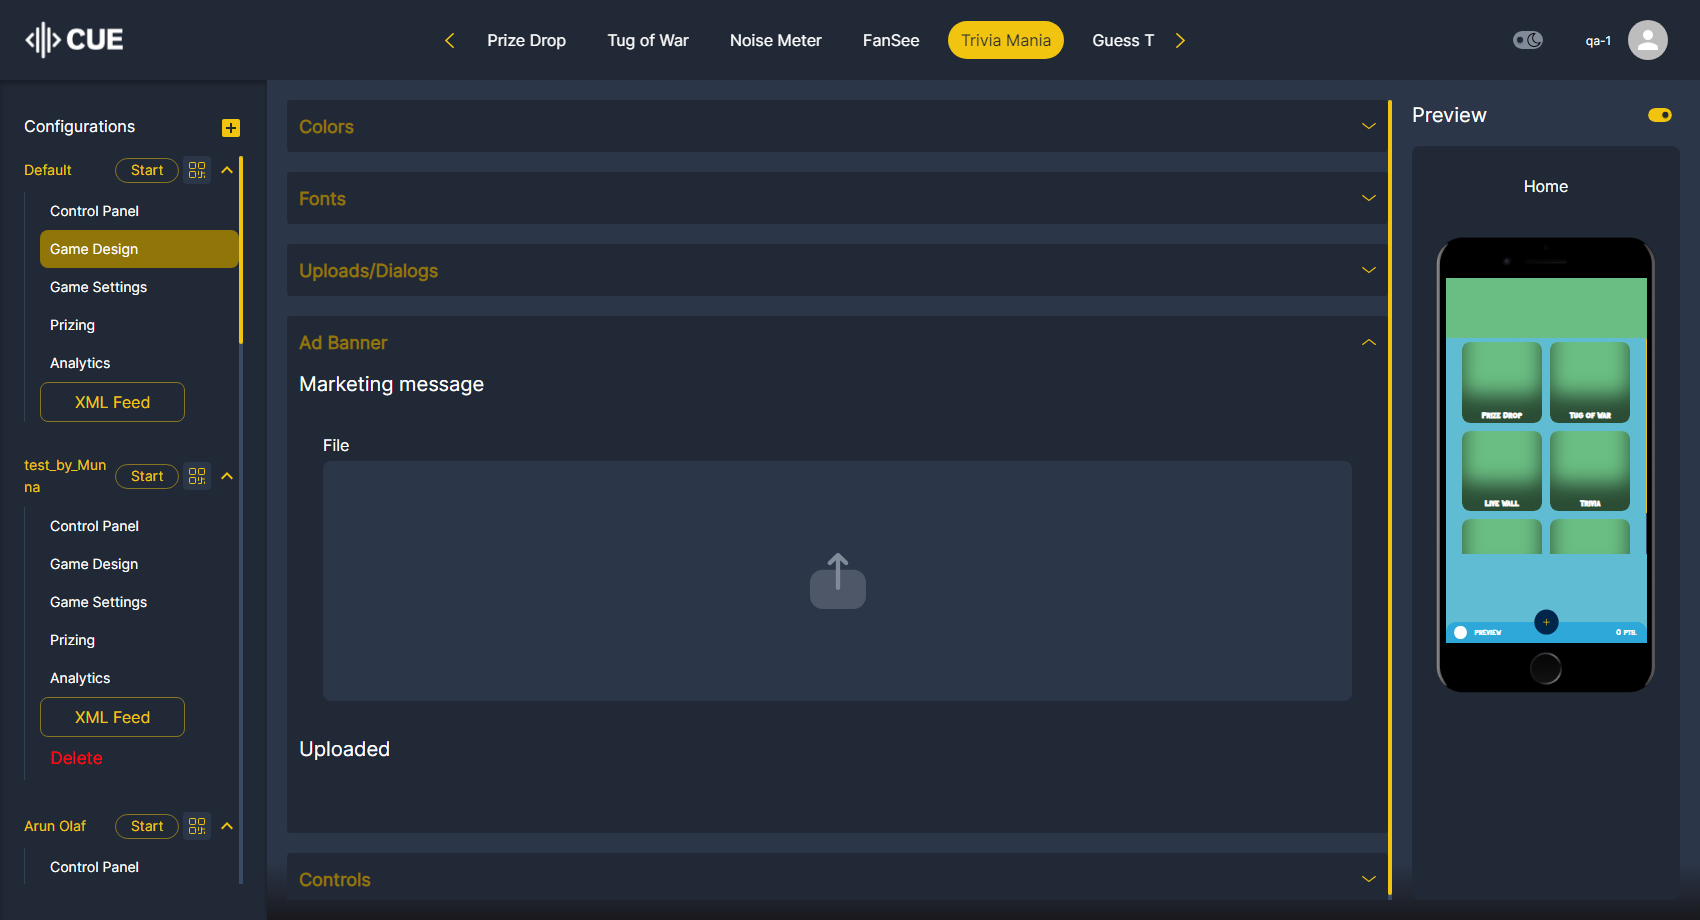 CUE
Prize Drop
Tug of War
Noise Meter
FanSee
Trivia Mania
Guess T
qa-1
Configurations
Default
Start
Control Panel
Game Design
Game Settings
Prizing
Analytics
XML Feed
test_by_Mun
na
Start
Control Panel
Game Design
Game Settings
Prizing
Analytics
XML Feed
Delete
Arun Olaf
Start
Control Panel
Colors
Fonts
Uploads/Dialogs
Ad Banner
Marketing message
File
Uploaded
Controls
Preview
Home
Prize Drop
Tug of War
Live Wall
Trivia
PREVIEW
0 PTS.